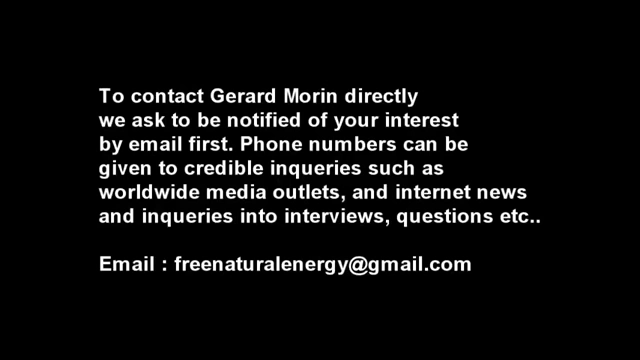 To contact Gerard Morin directly
we ask to be notified of your interest
by email first. Phone numbers can be
given to credible inqueries such as
worldwide media outlets, and internet news
and inqueries into interviews, questions etc..
Email : freenaturalenergy@gmail.com